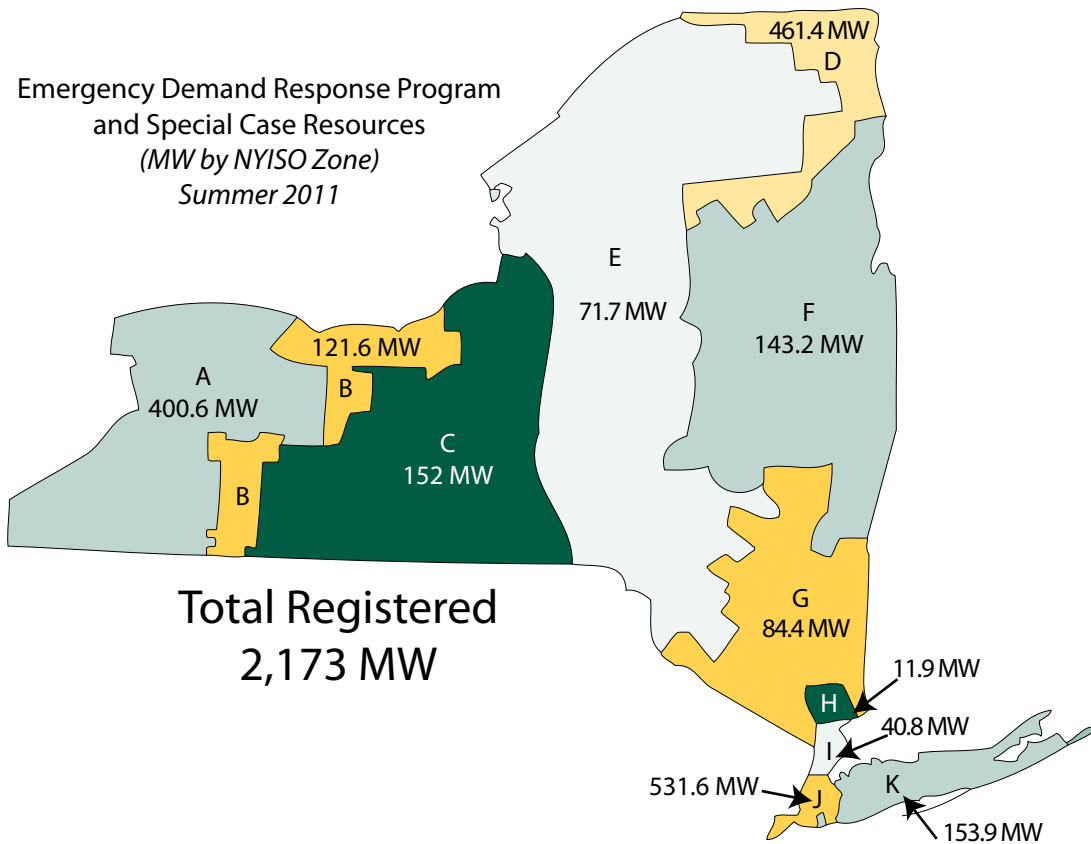 Emergency Demand Response Program
and Special Case Resources
(MW by NYISO Zone)
Summer 2011
461.4 MW
D
E
71.7 MW
F
143.2 MW
121.6 MW
B
A
400.6 MW
C
152 MW
B
Total Registered
2,173 MW
G
84.4 MW
11.9 MW
H
40.8 MW
I
531.6 MW
J
K
153.9 MW